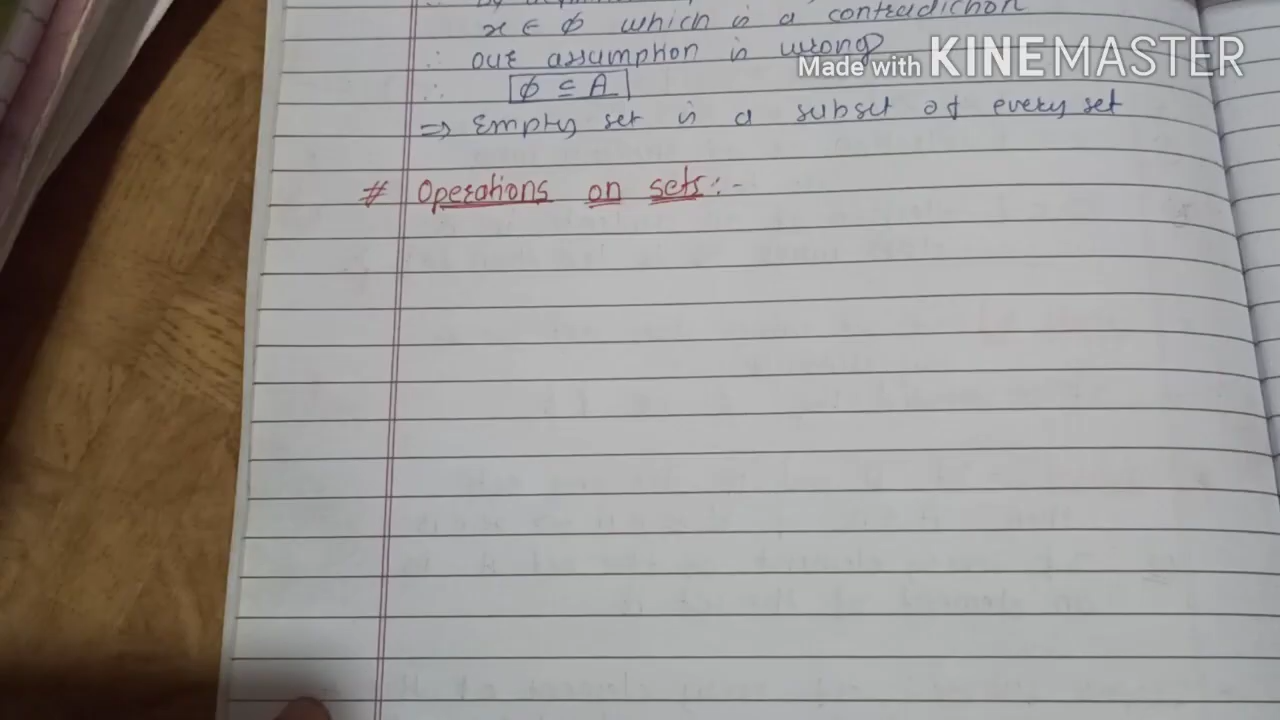 x ∈ ϕ which is a contradiction
∴ our assumption is wrong
Made with KINEMASTER
∴ ϕ ⊆ A
⇒ Empty set is a subset of every set
# Operations on sets:-